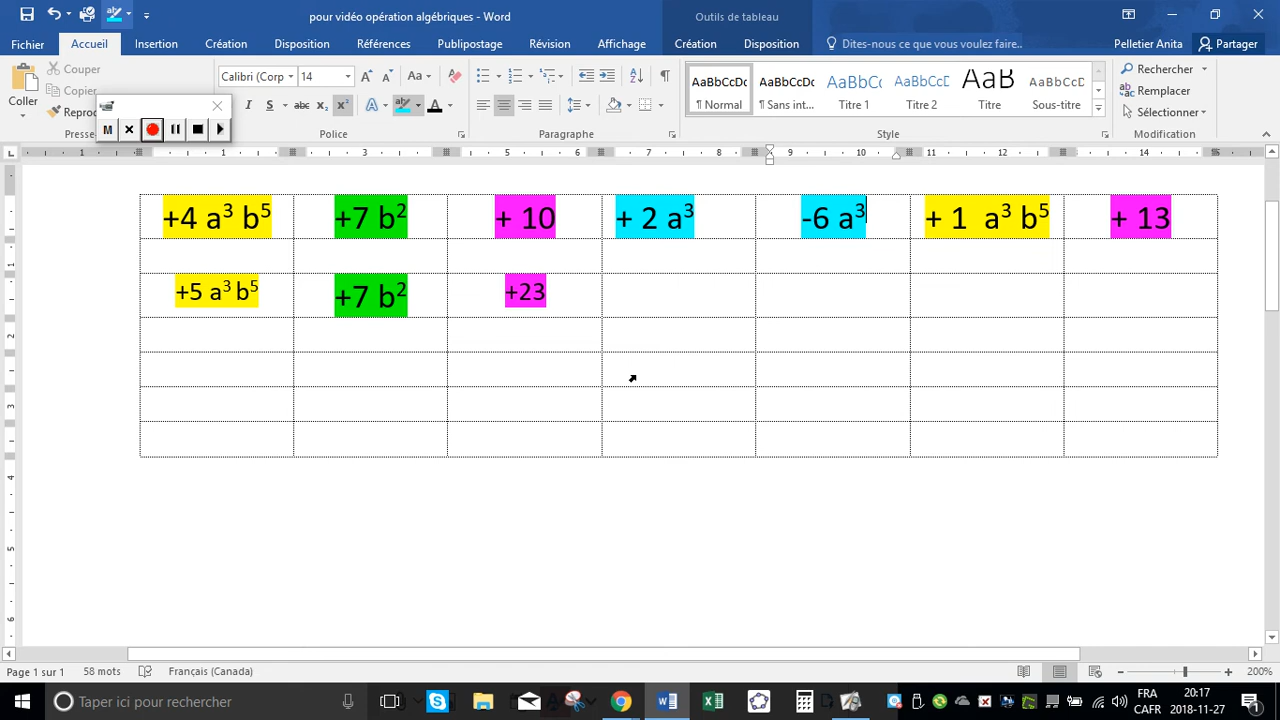 pour vidéo opération algébriques - Word
Outils de tableau
Fichier Accueil Insertion Création Disposition Références Publipostage Révision Affichage Création Disposition Dites-nous ce que vous voulez faire.. Pelletier Anita Partager
Coller
Couper
Copier
Calibri (Corp 14
AaBbCcDc AaBbCcDc AaBbCc AaBbCcC AaB AaBbCcD
¶ Normal ¶ Sans int... Titre 1 Titre 2 Titre Sous-titre
Rechercher
Remplacer
Sélectionner
Police Paragraphe Style Modification
+4 a³ b⁵ +7 b² + 10 + 2 a³ -6 a³ + 1 a³ b⁵ + 13
+5 a³ b⁵ +7 b² +23
Page 1 sur 1 58 mots Français (Canada) 200%
Taper ici pour rechercher
FRA
CAFR
20:17
2018-11-27
1